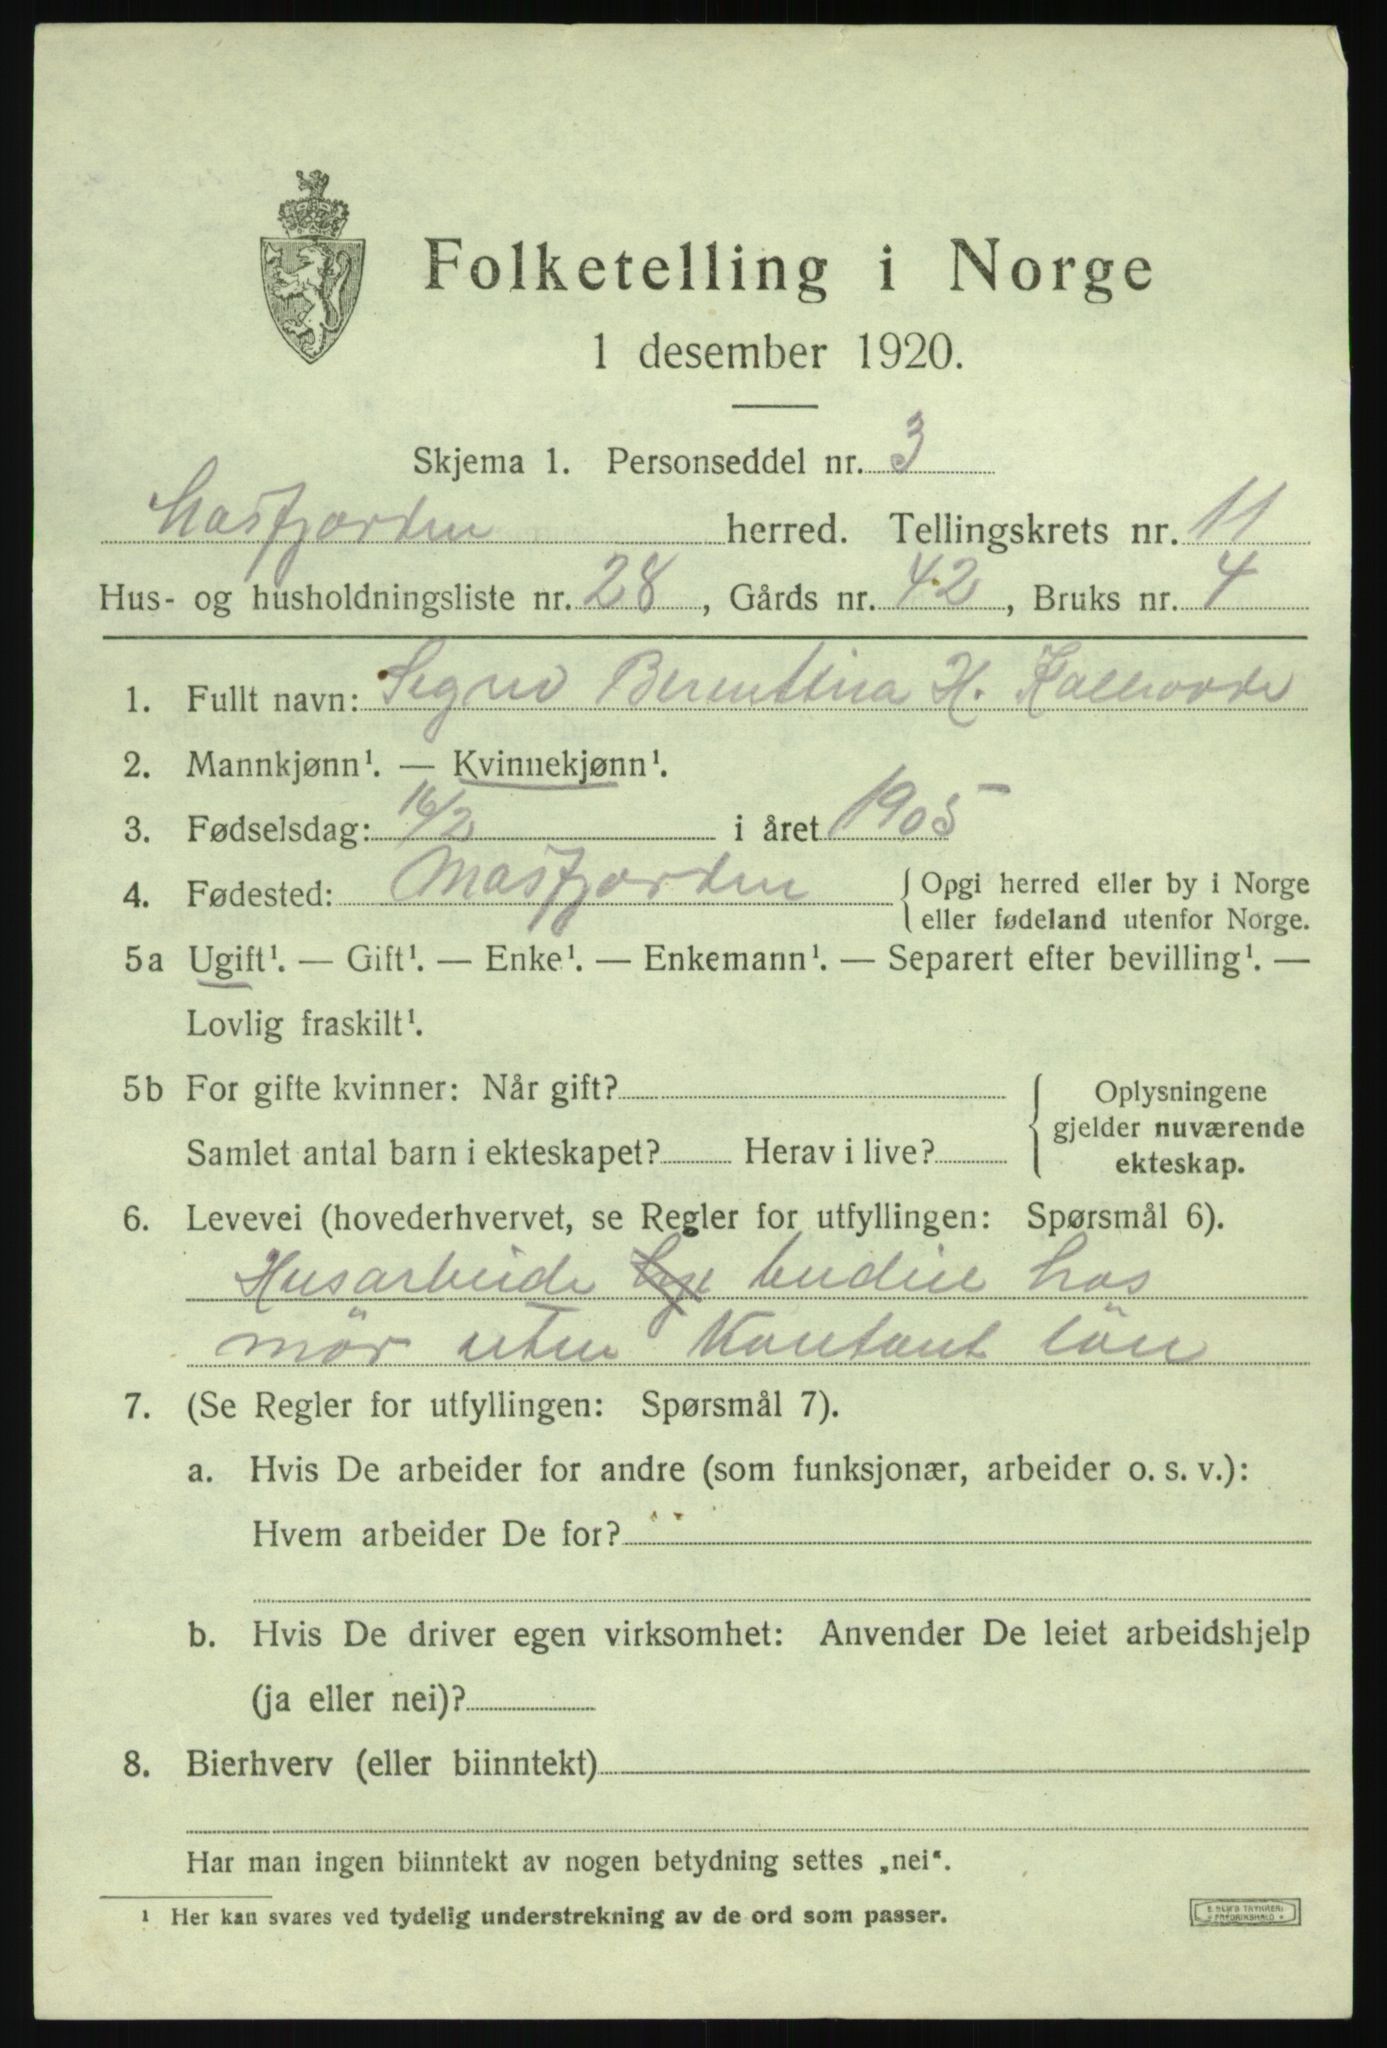 Folketelling i Norge
1 desember 1920.
Skjema 1. Personseddel nr. 3
Masfjorden herred. Tellingskrets nr. 11
Hus- og husholdningsliste nr. 28, Gårds nr. 42, Bruks nr. 4
1. Fullt navn: Berentina H.
2. Mannkjønn¹. — Kvinnekjønn¹.
3. Fødselsdag: 16/2 i året 1905
4. Fødested: Masfjorden { Opgi herred eller by i Norge
eller fødeland utenfor Norge.
5a Ugift¹. — Gift¹. — Enke¹. — Enkemann¹. — Separert efter bevilling¹. —
Lovlig fraskilt¹.
5b For gifte kvinner: Når gift?
Samlet antal barn i ekteskapet? Herav i live?
Oplysningene
gjelder nuværende
ekteskap.
6. Levevei (hovederhvervet, se Regler for utfyllingen: Spørsmål 6).
Husarbeide budeie hos
mör uten Kontant lön
7. (Se Regler for utfyllingen: Spørsmål 7).
a. Hvis De arbeider for andre (som funksjonær, arbeider o. s. v.):
Hvem arbeider De for?
b. Hvis De driver egen virksomhet: Anvender De leiet arbeidshjelp
(ja eller nei)?
8. Bierhverv (eller biinntekt)
Har man ingen biinntekt av nogen betydning settes „nei“.
¹ Her kan svares ved tydelig understrekning av de ord som passer.